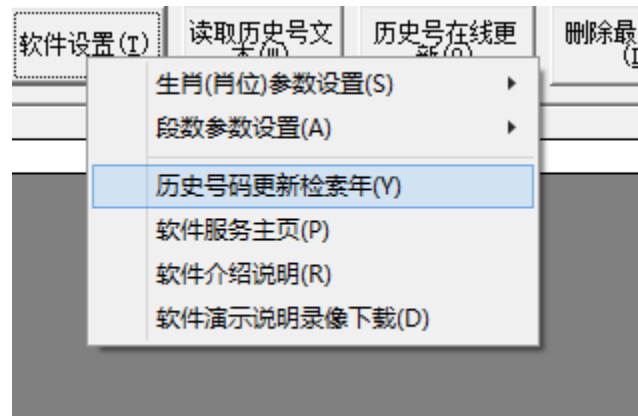 软件设置(I)
读取历史号文
历史号在线更
删除最
生肖(肖位)参数设置(S)
段数参数设置(A)
历史号码更新检索年(Y)
软件服务主页(P)
软件介绍说明(R)
软件演示说明录像下载(D)